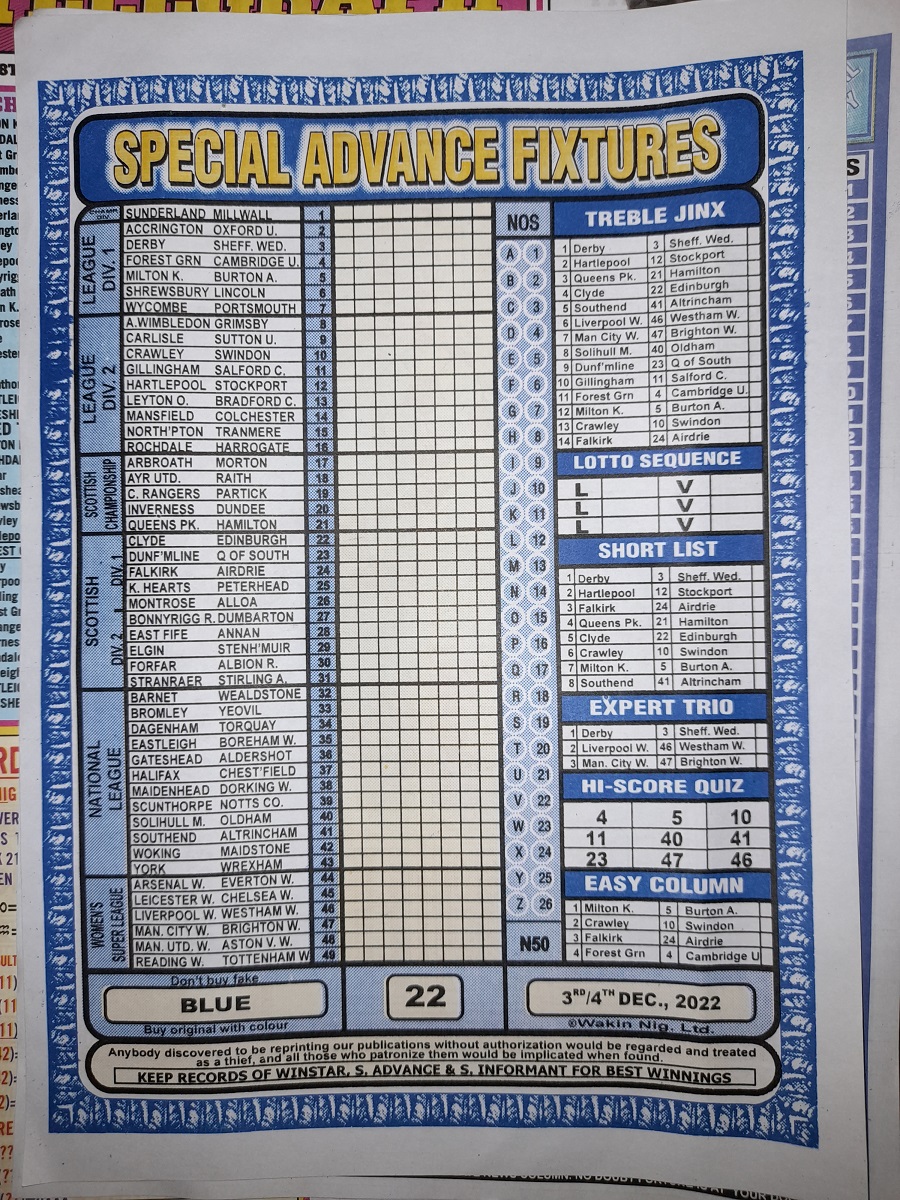 SPECIAL ADVANCE FIXTURES
SUNDERLAND MILLWALL 1
LEAGUE DIV. 1
ACCRINGTON OXFORD U. 2
DERBY SHEFF. WED. 3
FOREST GRN CAMBRIDGE U. 4
MILTON K. BURTON A. 5
SHREWSBURY LINCOLN 6
WYCOMBE PORTSMOUTH 7
LEAGUE DIV. 2
A.WIMBLEDON GRIMSBY 8
CARLISLE SUTTON U. 9
CRAWLEY SWINDON 10
GILLINGHAM SALFORD C. 11
HARTLEPOOL STOCKPORT 12
LEYTON O. BRADFORD C. 13
MANSFIELD COLCHESTER 14
NORTH'PTON TRANMERE 15
ROCHDALE HARROGATE 16
SCOTTISH CHAMPIONSHIP
ARBROATH MORTON 17
AYR UTD. RAITH 18
C. RANGERS PARTICK 19
INVERNESS DUNDEE 20
QUEENS PK. HAMILTON 21
SCOTTISH DIV. 2 DIV. 1
CLYDE EDINBURGH 22
DUNF'MLINE Q OF SOUTH 23
FALKIRK AIRDRIE 24
K. HEARTS PETERHEAD 25
MONTROSE ALLOA 26
BONNYRIGG R. DUMBARTON 27
EAST FIFE ANNAN 28
ELGIN STENH'MUIR 29
FORFAR ALBION R. 30
STRANRAER STIRLING A. 31
NATIONAL LEAGUE
BARNET WEALDSTONE 32
BROMLEY YEOVIL 33
DAGENHAM TORQUAY 34
EASTLEIGH BOREHAM W. 35
GATESHEAD ALDERSHOT 36
HALIFAX CHEST'FIELD 37
MAIDENHEAD DORKING W. 38
SCUNTHORPE NOTTS CO. 39
SOLIHULL M. OLDHAM 40
SOUTHEND ALTRINCHAM 41
WOKING MAIDSTONE 42
YORK WREXHAM 43
WOMEN'S SUPER LEAGUE
ARSENAL W. EVERTON W. 44
LEICESTER W. CHELSEA W. 45
LIVERPOOL W. WESTHAM W. 46
MAN. CITY W. BRIGHTON W. 47
MAN. UTD. W. ASTON V. W. 48
READING W. TOTTENHAM W 49
NOS
A 1
B 2
C 3
D 4
E 5
F 6
G 7
H 8
I 9
J 10
K 11
L 12
M 13
N 14
O 15
P 16
Q 17
R 18
S 19
T 20
U 21
V 22
W 23
X 24
Y 25
Z 26
N50
TREBLE JINX
1 Derby 3 Sheff. Wed.
2 Hartlepool 12 Stockport
3 Queens Pk. 21 Hamilton
4 Clyde 22 Edinburgh
5 Southend 41 Altrincham
6 Liverpool W. 46 Westham W.
7 Man City W. 47 Brighton W.
8 Solihull M. 40 Oldham
9 Dunf'mline 23 Q of South
10 Gillingham 11 Salford C.
11 Forest Grn 4 Cambridge U.
12 Milton K. 5 Burton A.
13 Crawley 10 Swindon
14 Falkirk 24 Airdrie
LOTTO SEQUENCE
L V
L V
L V
SHORT LIST
1 Derby 3 Sheff. Wed.
2 Hartlepool 12 Stockport
3 Falkirk 24 Airdrie
4 Queens Pk. 21 Hamilton
5 Clyde 22 Edinburgh
6 Crawley 10 Swindon
7 Milton K. 5 Burton A.
8 Southend 41 Altrincham
EXPERT TRIO
1 Derby 3 Sheff. Wed.
2 Liverpool W. 46 Westham W.
3 Man. City W. 47 Brighton W.
HI-SCORE QUIZ
4 5 10
11 40 41
23 47 46
EASY COLUMN
1 Milton K. 5 Burton A.
2 Crawley 10 Swindon
3 Falkirk 24 Airdrie
4 Forest Grn 4 Cambridge U
Don't buy fake
BLUE
Buy original with colour
22
3RD/4TH DEC., 2022
©Wakin Nig. Ltd.
Anybody discovered to be reprinting our publications without authorization would be regarded and treated
as a thief, and all those who patronize them would be implicated when found.
KEEP RECORDS OF WINSTAR, S. ADVANCE & S. INFORMANT FOR BEST WINNINGS